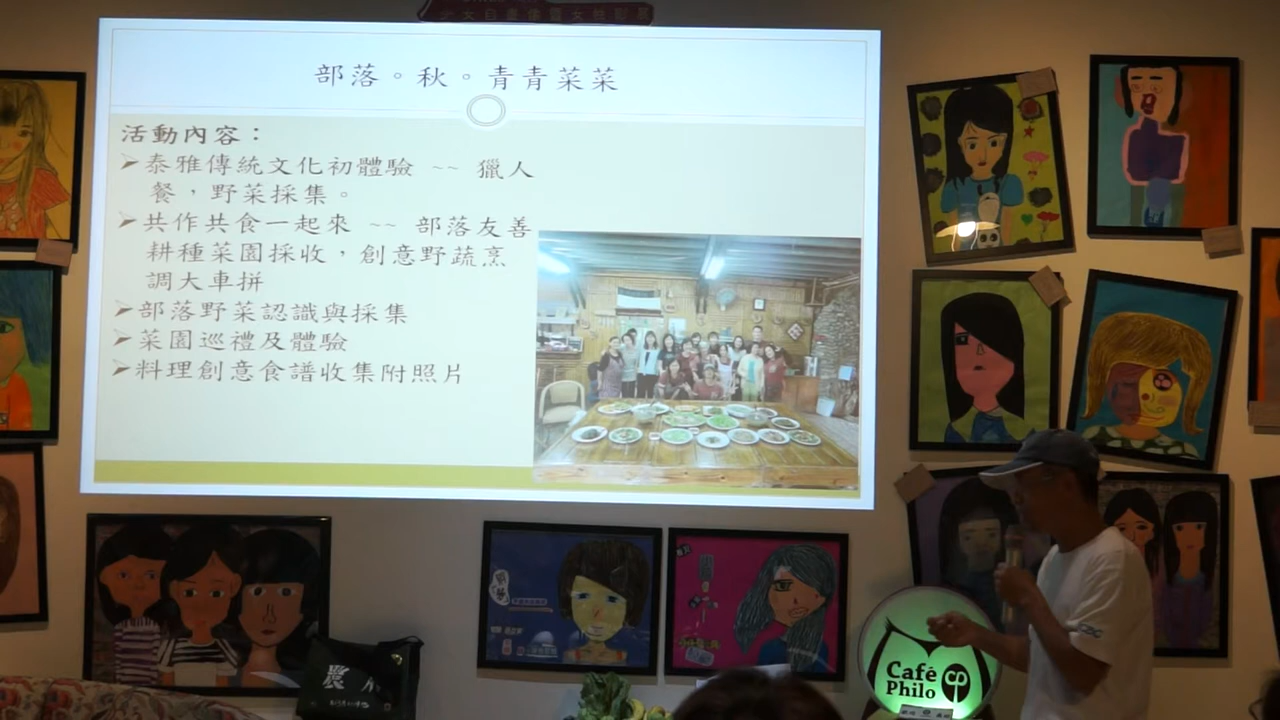 部落。秋。青青菜菜
活動內容：
➢泰雅傳統文化初體驗 ~~ 獵人
餐，野菜採集。
➢共作共食一起來 ~~ 部落友善
耕種菜園採收，創意野蔬烹
調大車拼
➢部落野菜認識與採集
➢菜園巡禮及體驗
➢料理創意食譜收集附照片
Café
Philo